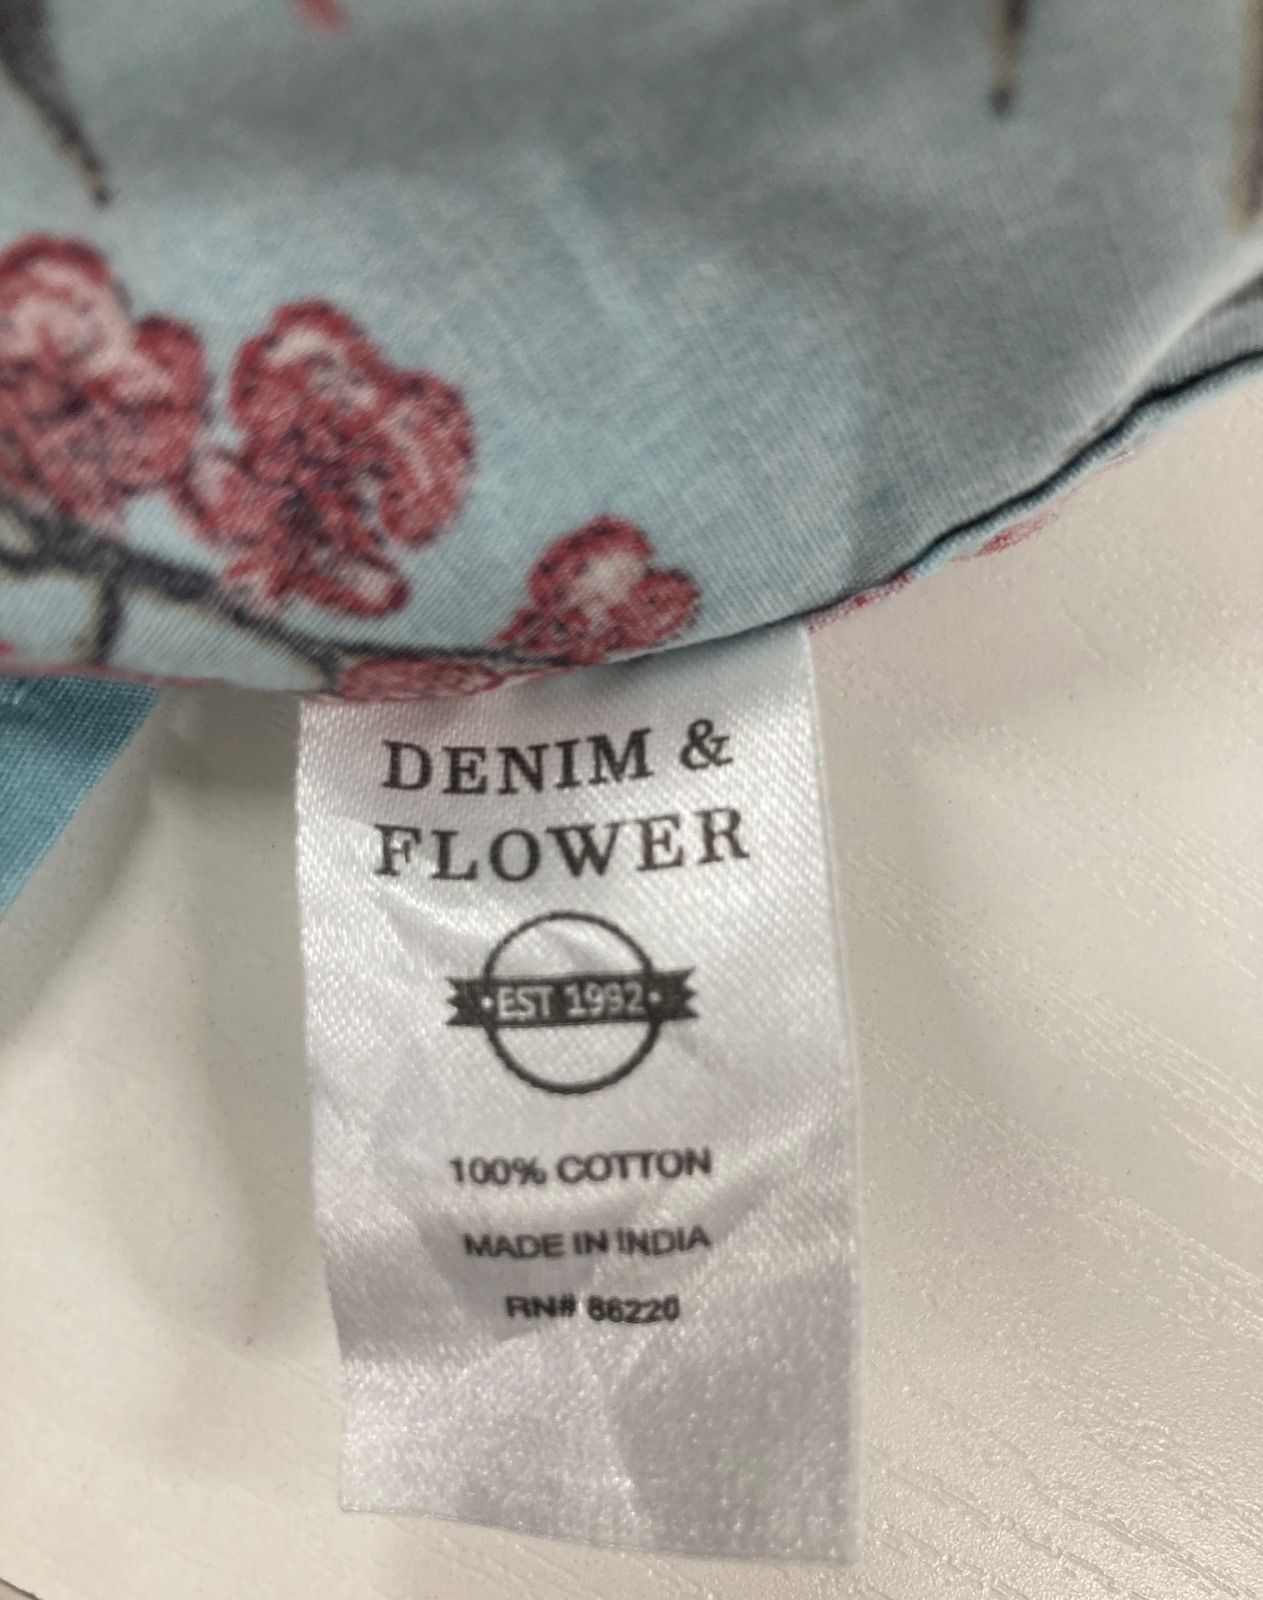 DENIM &
FLOWER
·EST 1992·
100% COTTON
MADE IN INDIA
RN# 86220